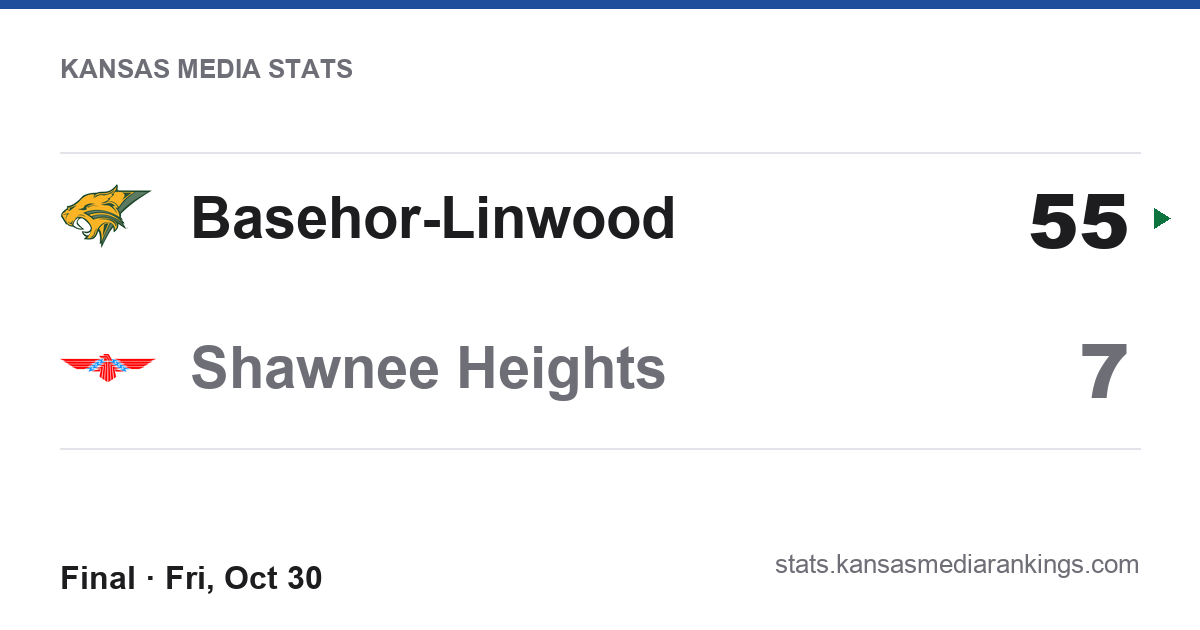 KANSAS MEDIA STATS
Basehor-Linwood 55
Shawnee Heights 7
Final · Fri, Oct 30
stats.kansasmediarankings.com